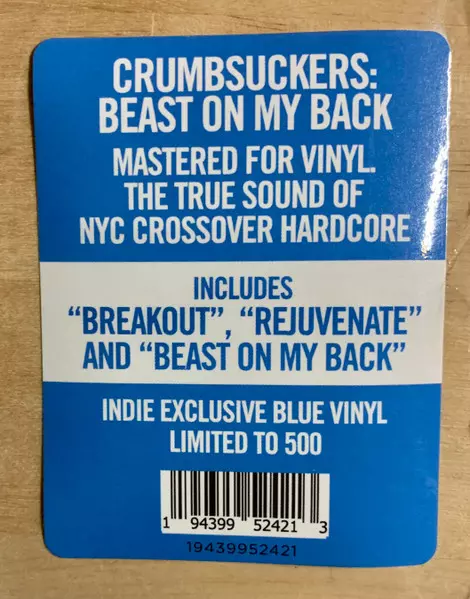 CRUMBSUCKERS:
BEAST ON MY BACK
MASTERED FOR VINYL.
THE TRUE SOUND OF
NYC CROSSOVER HARDCORE
INCLUDES
“BREAKOUT”, “REJUVENATE”
AND “BEAST ON MY BACK”
INDIE EXCLUSIVE BLUE VINYL
LIMITED TO 500
1 94399 52421 3
19439952421